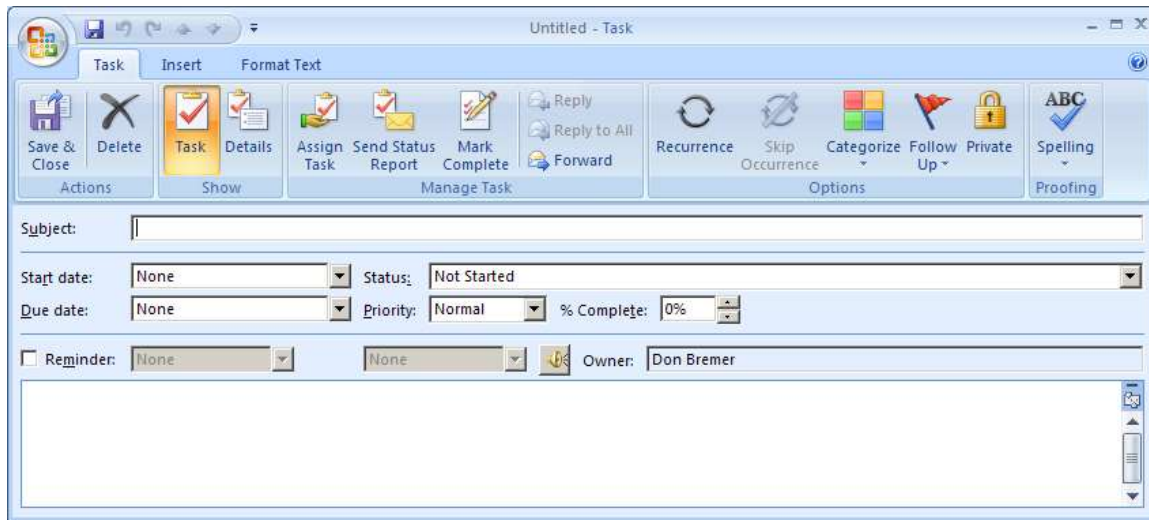 Untitled - Task
Task Insert Format Text
Save & Close Delete Task Details Assign Task Send Status Report Mark Complete Reply Reply to All Forward Recurrence Skip Occurrence Categorize Follow Up Private ABC Spelling
Actions Show Manage Task Options Proofing
Subject:
Start date: None Status: Not Started
Due date: None Priority: Normal % Complete: 0%
Reminder: None None Owner: Don Bremer